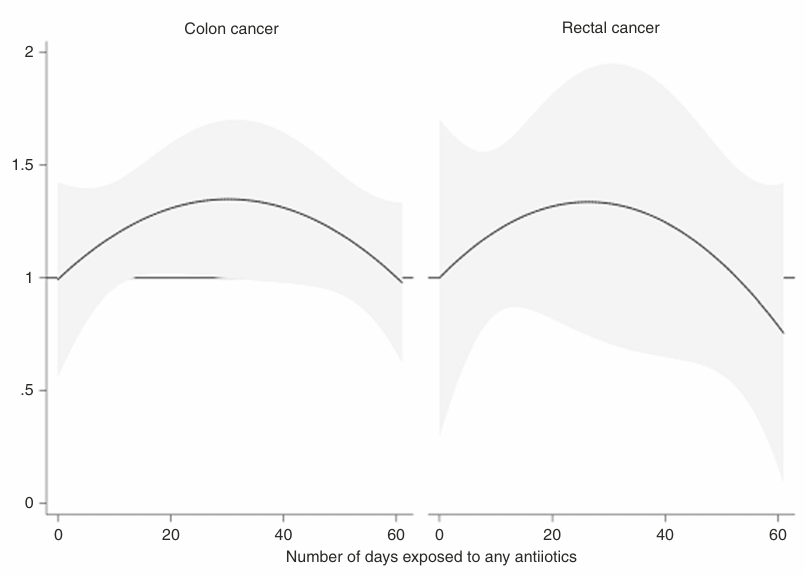 Colon cancer
Rectal cancer
2
1.5
1
.5
0
0 20 40 60
0 20 40 60
Number of days exposed to any antiiotics